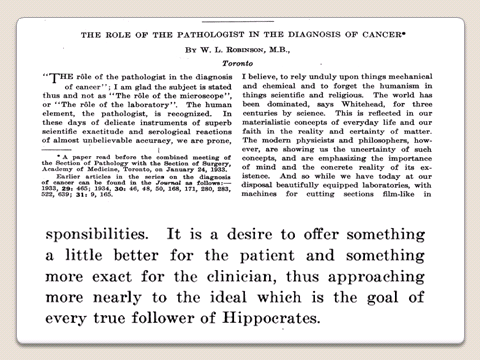 THE ROLE OF THE PATHOLOGIST IN THE DIAGNOSIS OF CANCER*
By W. L. Robinson, M.B.,
Toronto
"THE rôle of the pathologist in the diagnosis
of cancer"; I am glad the subject is stated
thus and not as "The rôle of the microscope",
or "The rôle of the laboratory". The human
element, the pathologist, is recognized. In
these days of delicate instruments of superb
scientific exactitude and serological reactions
of almost unbelievable accuracy, we are prone,
* A paper read before the combined meeting of
the Section of Pathology with the Section of Surgery,
Academy of Medicine, Toronto, on January 24, 1933.
Earlier articles in the series on the diagnosis
of cancer can be found in the Journal as follows:—
1933, 29: 465; 1934, 30: 46, 48, 50, 168, 171, 280, 283,
522, 639; 31: 9, 165.
I believe, to rely unduly upon things mechanical
and chemical and to forget the humanism in
things scientific and religious. The world has
been dominated, says Whitehead, for three
centuries by science. This is reflected in our
materialistic concepts of everyday life and our
faith in the reality and certainty of matter.
The modern physicists and philosophers, how-
ever, are showing us the uncertainty of such
concepts, and are emphasizing the importance
of mind and the concrete reality of its ex-
istence. And so while we have today at our
disposal beautifully equipped laboratories, with
machines for cutting sections film-like in
sponsibilities. It is a desire to offer something
a little better for the patient and something
more exact for the clinician, thus approaching
more nearly to the ideal which is the goal of
every true follower of Hippocrates.